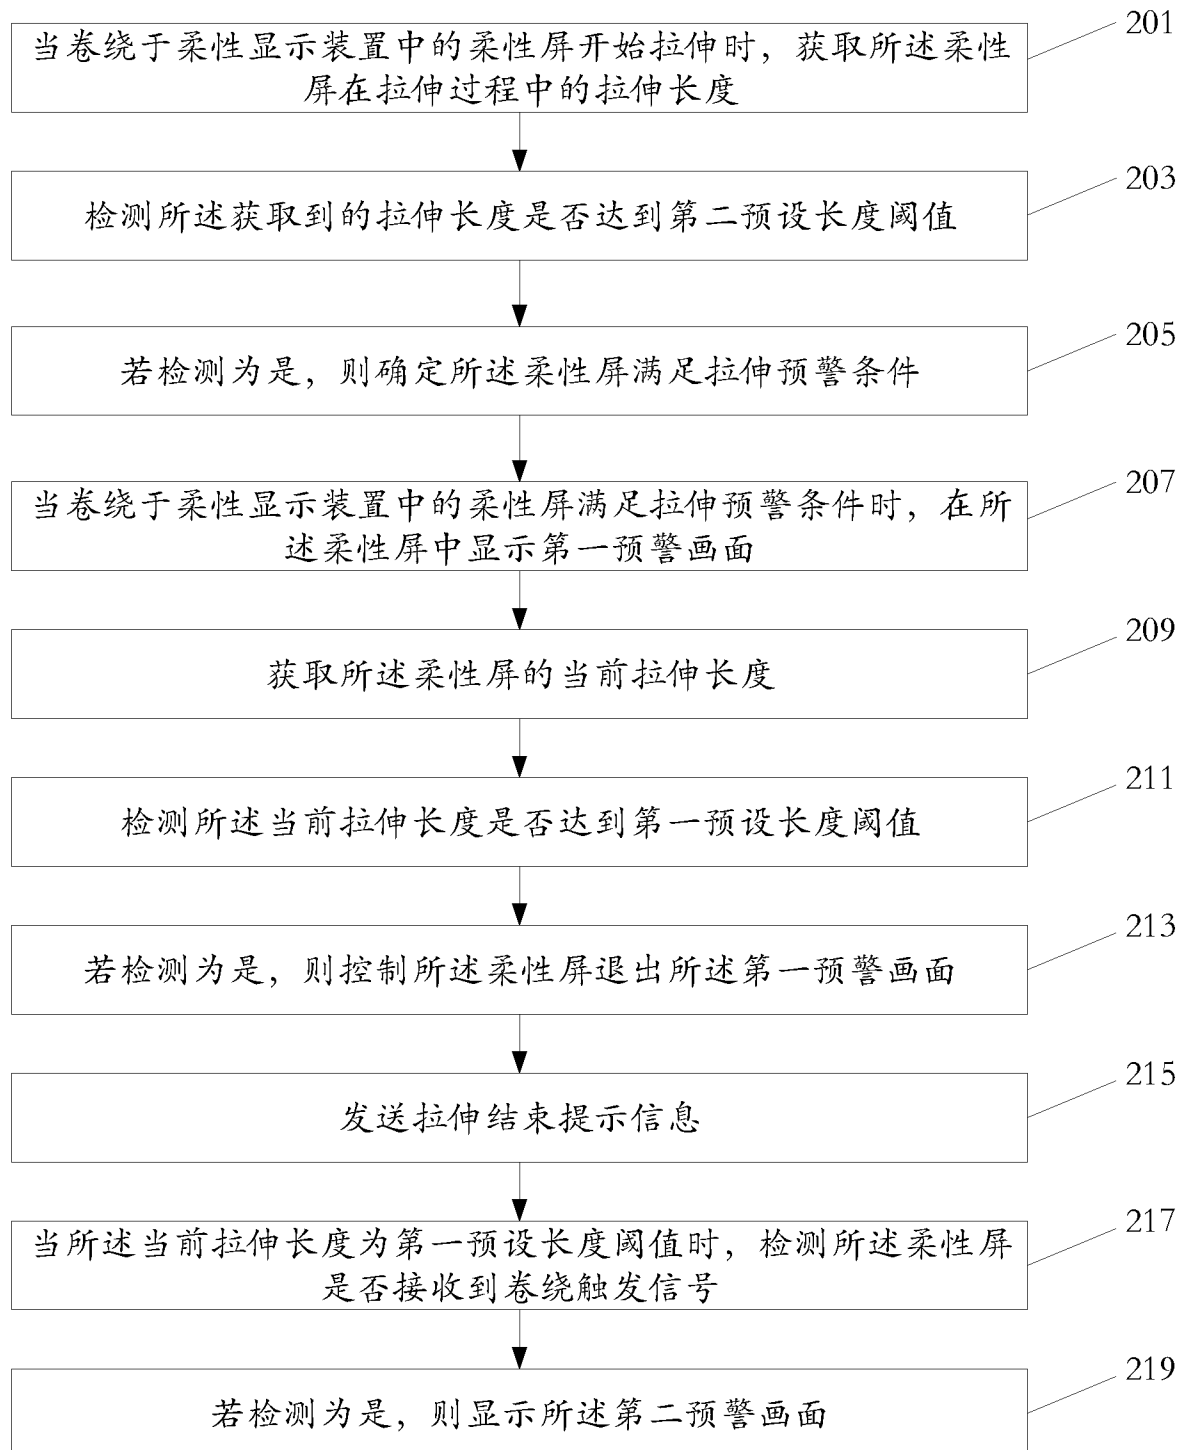 201
当卷绕于柔性显示装置中的柔性屏开始拉伸时，获取所述柔性
屏在拉伸过程中的拉伸长度
203
检测所述获取到的拉伸长度是否达到第二预设长度阈值
205
若检测为是，则确定所述柔性屏满足拉伸预警条件
207
当卷绕于柔性显示装置中的柔性屏满足拉伸预警条件时，在所
述柔性屏中显示第一预警画面
209
获取所述柔性屏的当前拉伸长度
211
检测所述当前拉伸长度是否达到第一预设长度阈值
213
若检测为是，则控制所述柔性屏退出所述第一预警画面
215
发送拉伸结束提示信息
217
当所述当前拉伸长度为第一预设长度阈值时，检测所述柔性屏
是否接收到卷绕触发信号
219
若检测为是，则显示所述第二预警画面